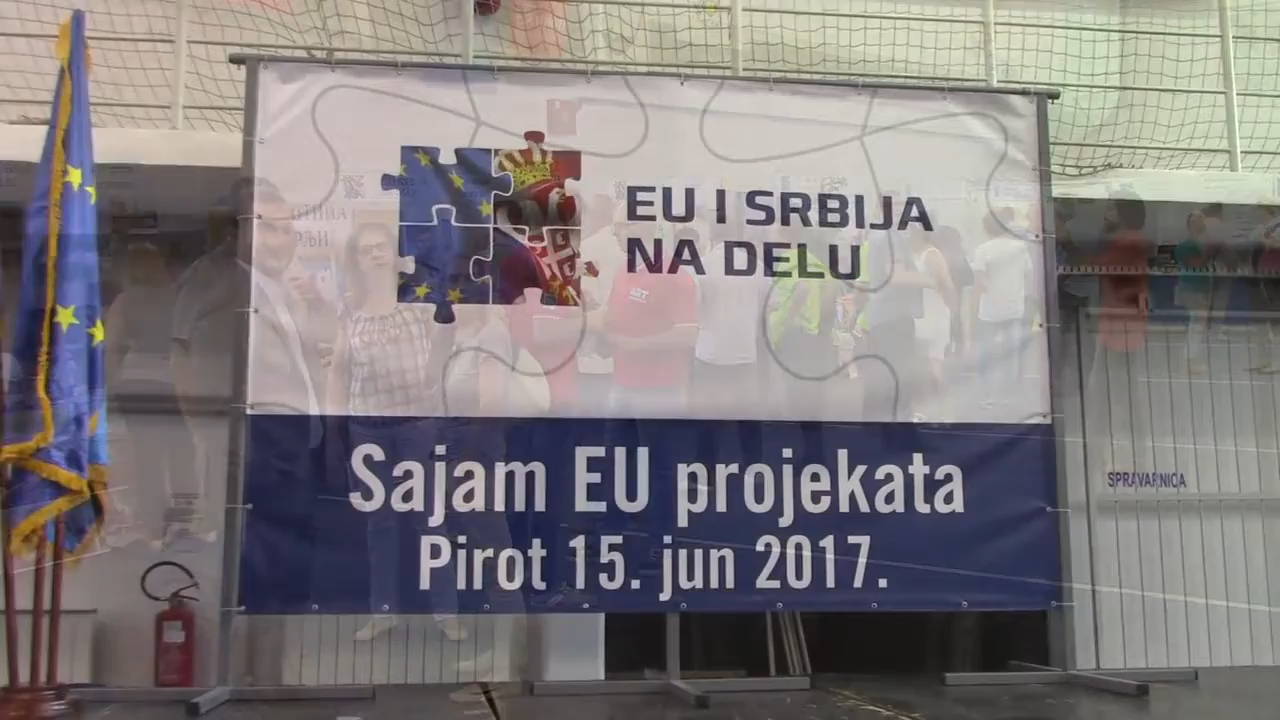 EU I SRBIJA
NA DELU
Sajam EU projekata
Pirot 15. jun 2017.
SPRAVARNICA